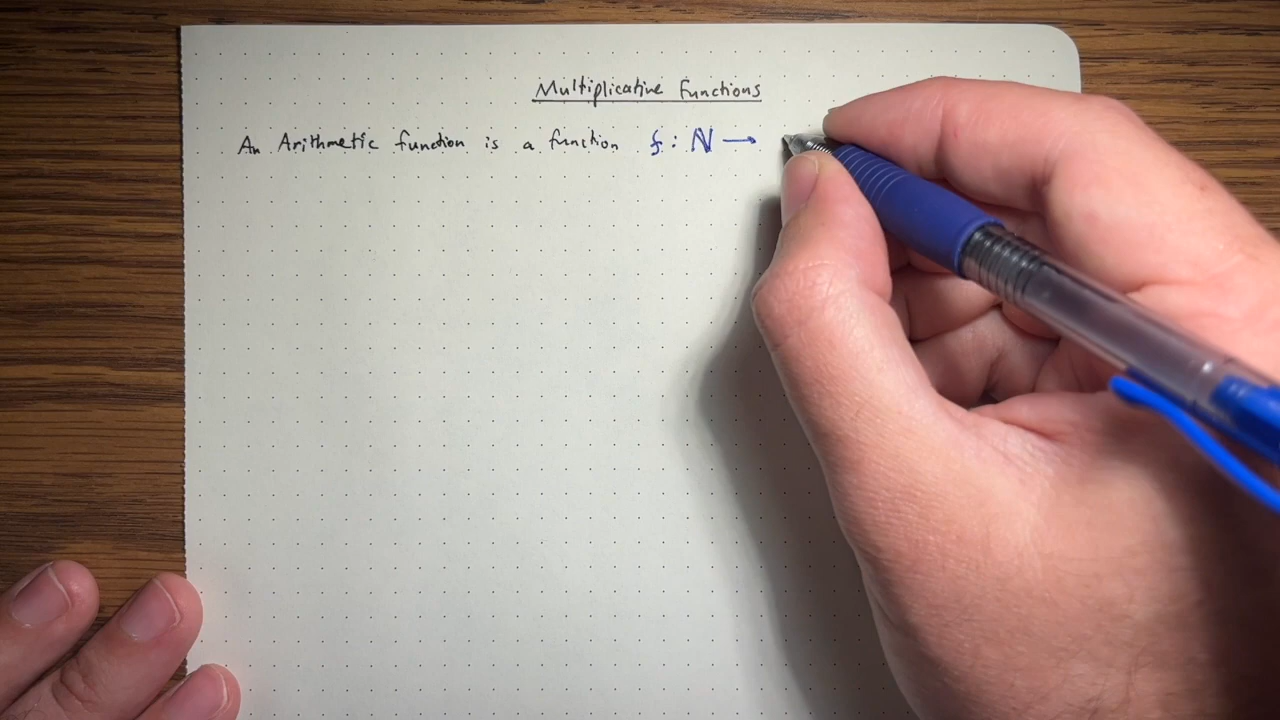 Multiplicative Functions
An Arithmetic function is a function f : ℕ →